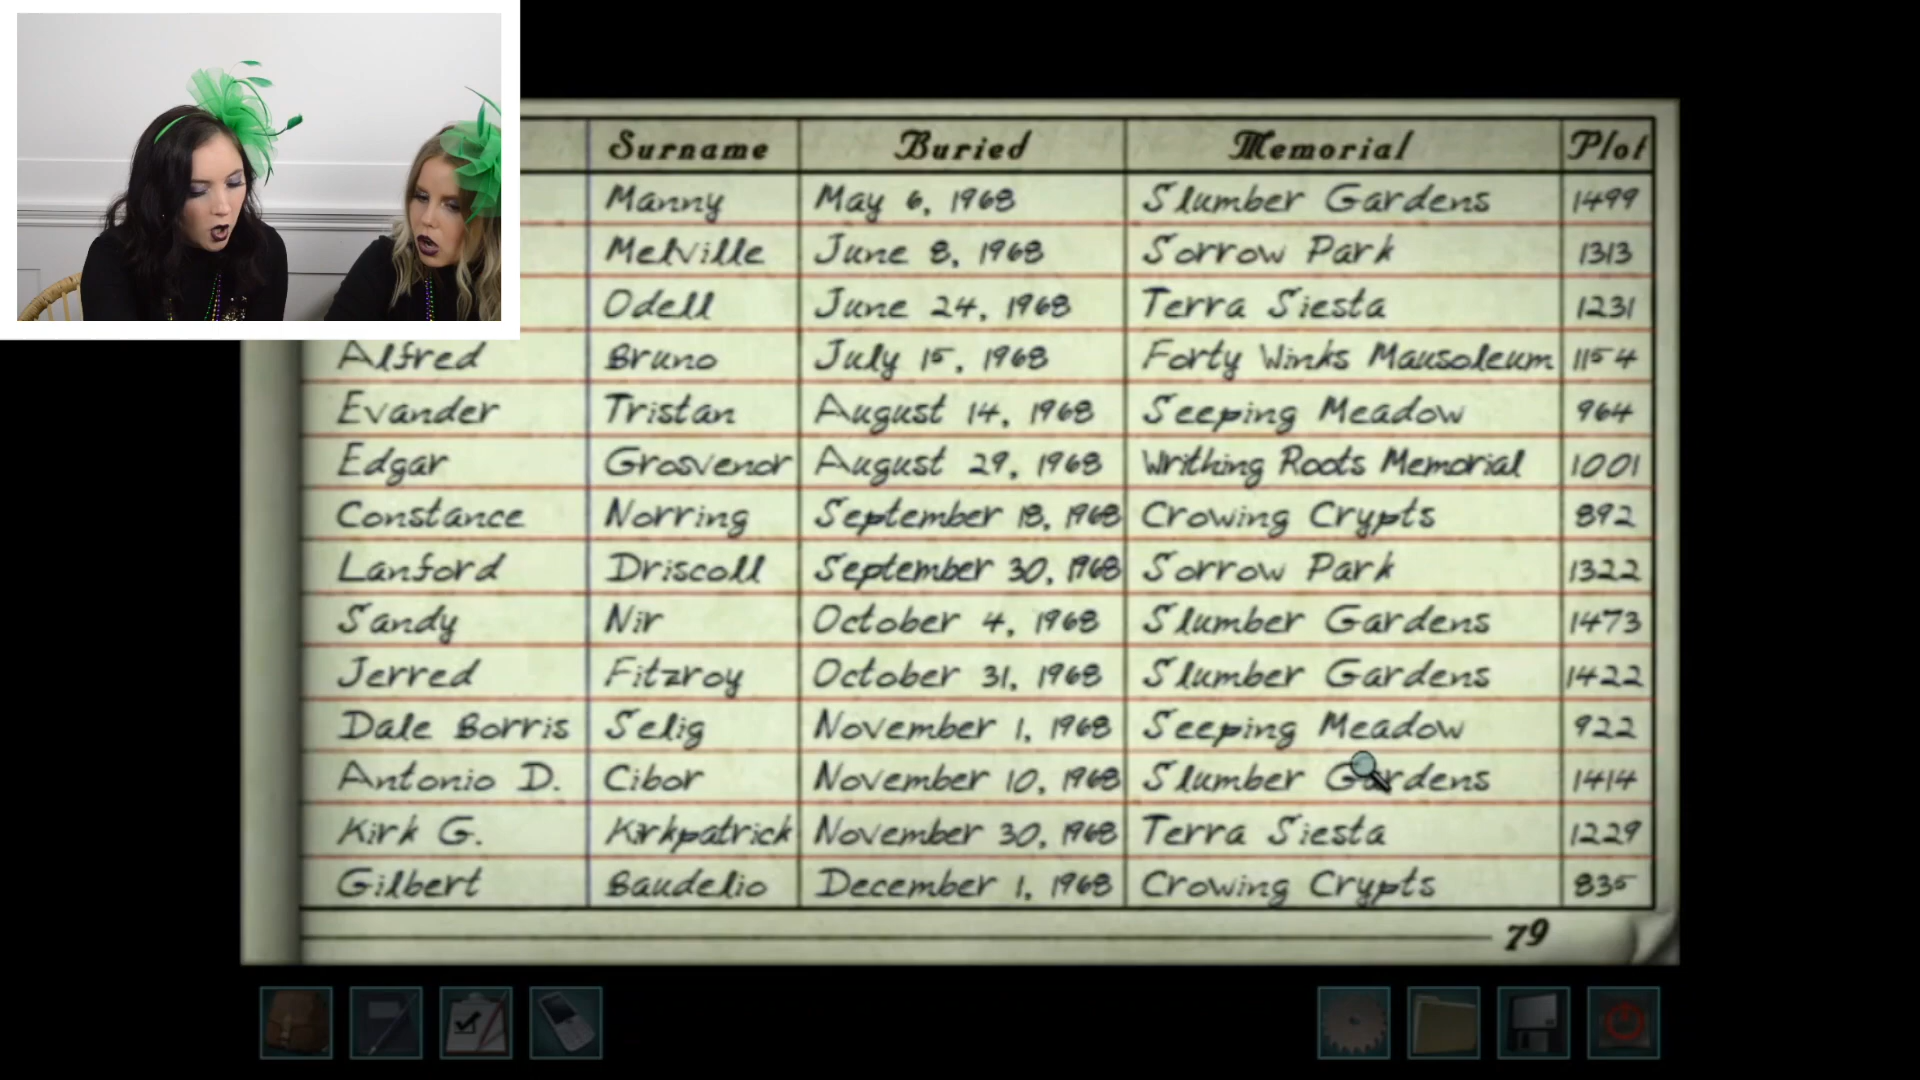 Surname Buried Memorial Plot
Manny May 6, 1968 Slumber Gardens 1499
Melville June 8, 1968 Sorrow Park 1313
Odell June 24, 1968 Terra Siesta 1231
Alfred Bruno July 15, 1968 Forty Winks Mausoleum 1154
Evander Tristan August 14, 1968 Seeping Meadow 964
Edgar Grosvenor August 29, 1968 Writhing Roots Memorial 1001
Constance Norring September 18, 1968 Crowing Crypts 892
Lanford Driscoll September 30, 1968 Sorrow Park 1322
Sandy Nir October 4, 1968 Slumber Gardens 1473
Jerred Fitzroy October 31, 1968 Slumber Gardens 1422
Dale Borris Selig November 1, 1968 Seeping Meadow 922
Antonio D. Cibor November 10, 1968 Slumber Gardens 1414
Kirk G. Kirkpatrick November 30, 1968 Terra Siesta 1229
Gilbert Baudelio December 1, 1968 Crowing Crypts 835
79